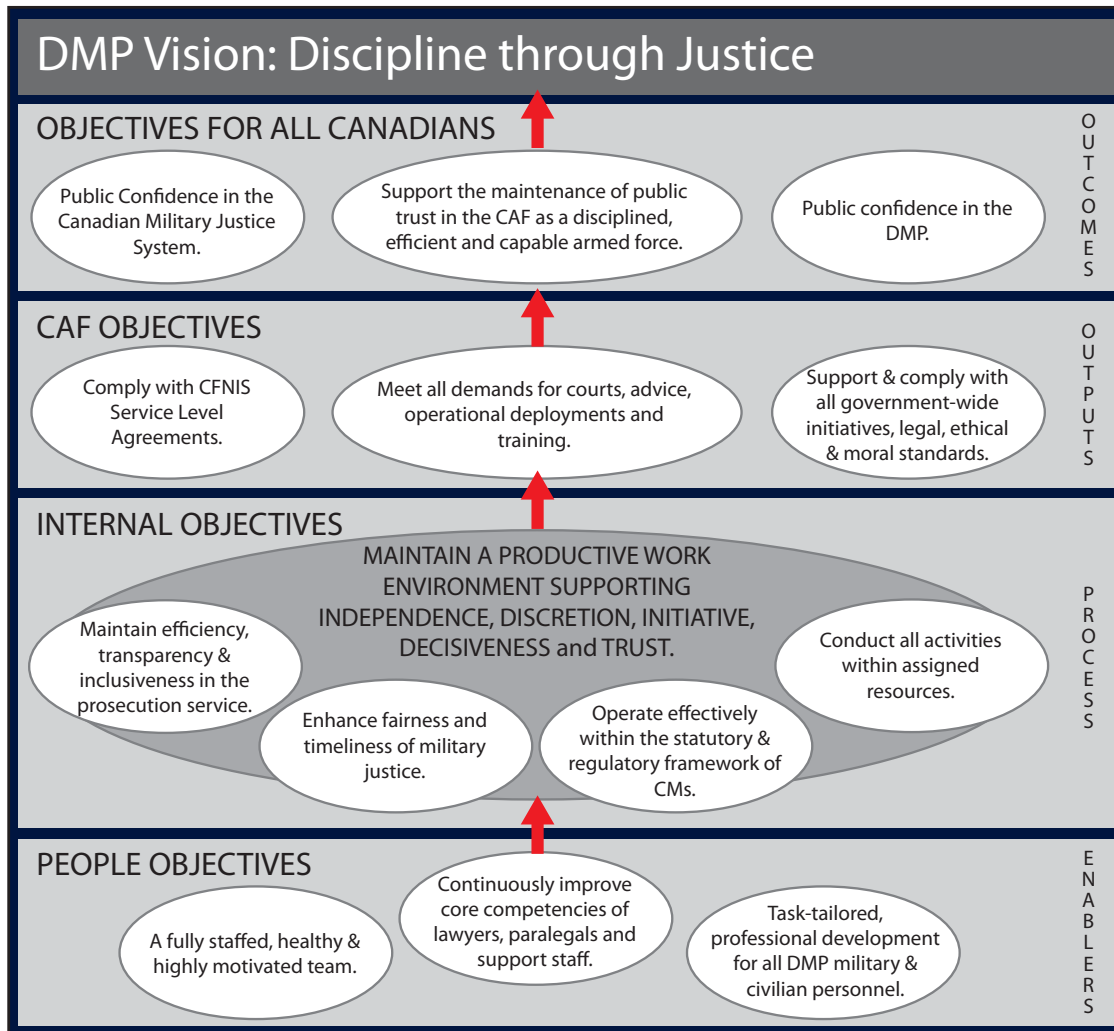 DMP Vision: Discipline through Justice
OBJECTIVES FOR ALL CANADIANS
Public Confidence in the
Canadian Military Justice
System.
Support the maintenance of public
trust in the CAF as a disciplined,
efficient and capable armed force.
Public confidence in the
DMP.
OUTCOMES
CAF OBJECTIVES
Comply with CFNIS
Service Level
Agreements.
Meet all demands for courts, advice,
operational deployments and
training.
Support & comply with
all government-wide
initiatives, legal, ethical
& moral standards.
OUTPUTS
INTERNAL OBJECTIVES
MAINTAIN A PRODUCTIVE WORK
ENVIRONMENT SUPPORTING
INDEPENDENCE, DISCRETION, INITIATIVE,
DECISIVENESS and TRUST.
Maintain efficiency,
transparency &
inclusiveness in the
prosecution service.
Enhance fairness and
timeliness of military
justice.
Operate effectively
within the statutory &
regulatory framework of
CMs.
Conduct all activities
within assigned
resources.
PROCESS
PEOPLE OBJECTIVES
A fully staffed, healthy &
highly motivated team.
Continuously improve
core competencies of
lawyers, paralegals and
support staff.
Task-tailored,
professional development
for all DMP military &
civilian personnel.
ENABLERS